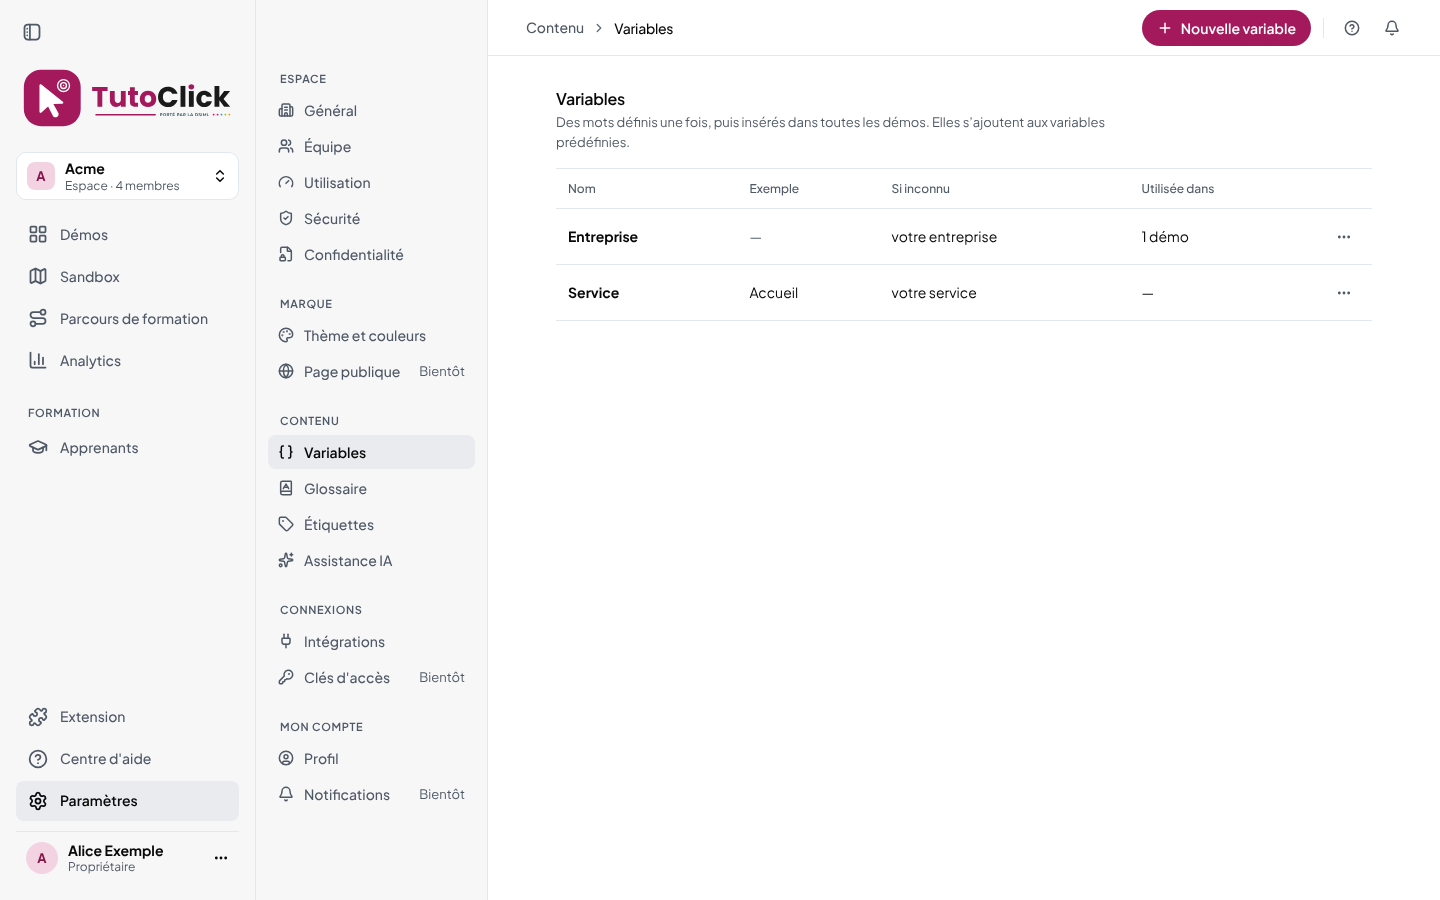 TutoClick
PORTÉ PAR LA DSIML
A
Acme
Espace · 4 membres
Démos
Sandbox
Parcours de formation
Analytics
FORMATION
Apprenants
Extension
Centre d'aide
Paramètres
A
Alice Exemple
Propriétaire
ESPACE
Général
Équipe
Utilisation
Sécurité
Confidentialité
MARQUE
Thème et couleurs
Page publique Bientôt
CONTENU
Variables
Glossaire
Étiquettes
Assistance IA
CONNEXIONS
Intégrations
Clés d'accès Bientôt
MON COMPTE
Profil
Notifications Bientôt
Contenu > Variables
+ Nouvelle variable
Variables
Des mots définis une fois, puis insérés dans toutes les démos. Elles s'ajoutent aux variables
prédéfinies.
Nom Exemple Si inconnu Utilisée dans
Entreprise — votre entreprise 1 démo
Service Accueil votre service —